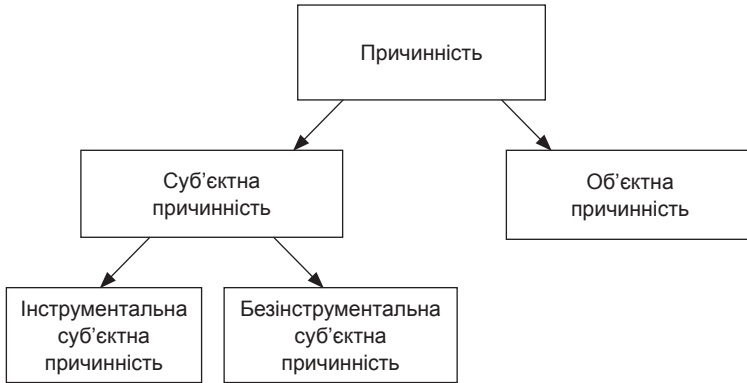 Причинність
Суб’єктна
причинність
Об’єктна
причинність
Інструментальна
суб’єктна
причинність
Безінструментальна
суб’єктна
причинність